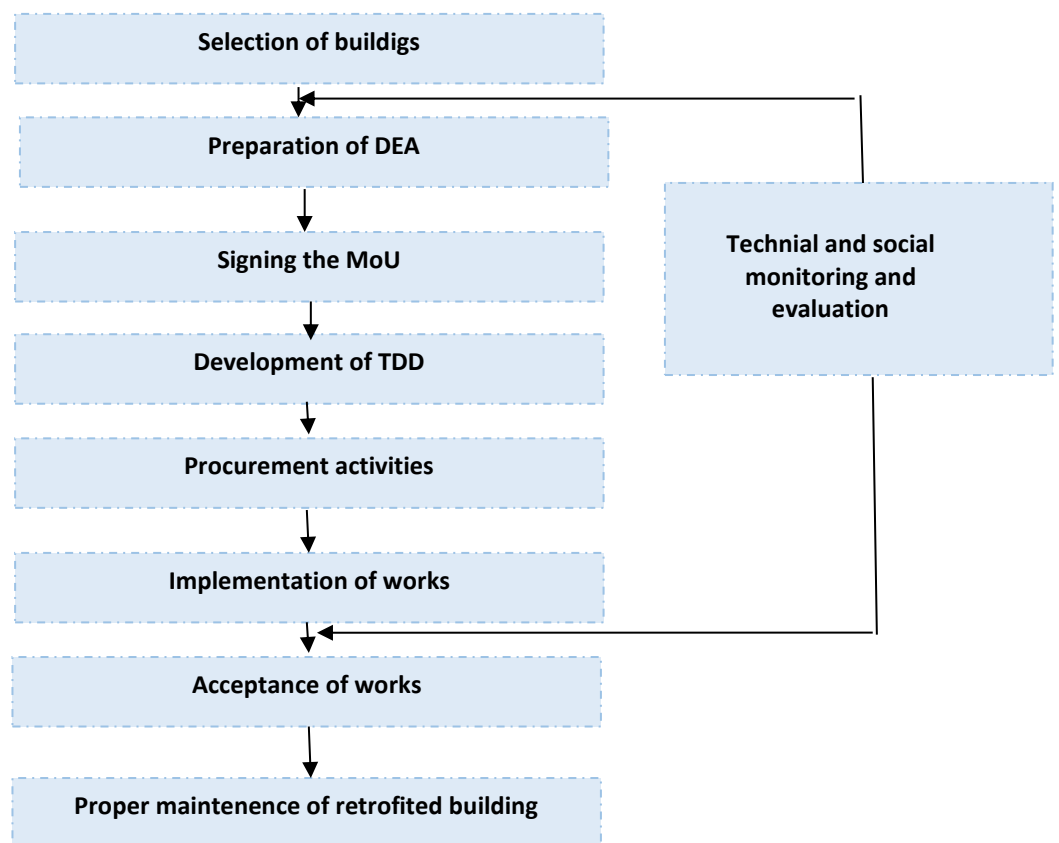 Selection of buildigs
Preparation of DEA
Signing the MoU
Development of TDD
Procurement activities
Implementation of works
Acceptance of works
Proper maintenence of retrofited building
Technial and social
monitoring and
evaluation